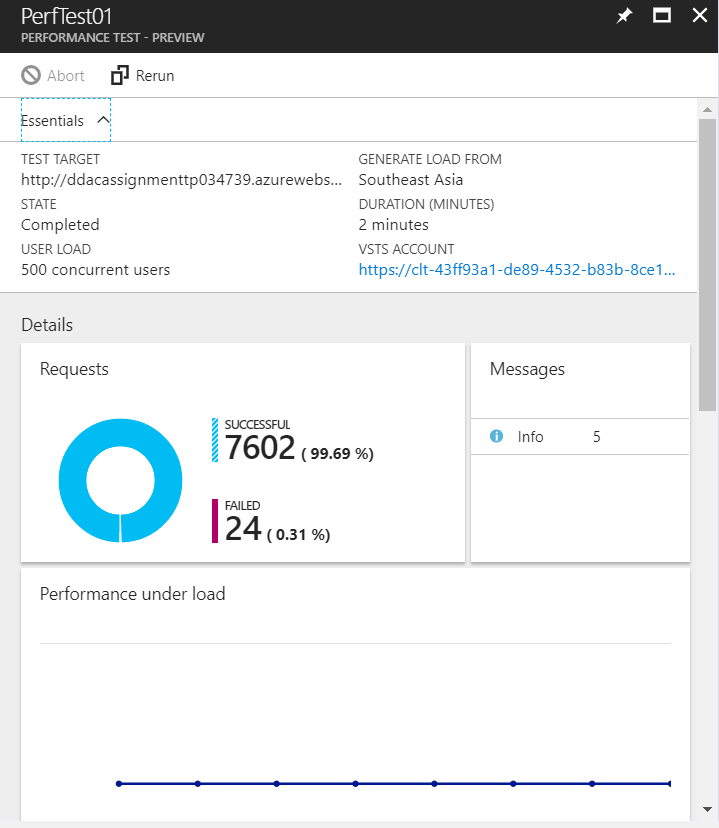 PerfTest01
PERFORMANCE TEST - PREVIEW
Abort
Rerun
Essentials
TEST TARGET
http://ddacassignmenttp034739.azurewebs...
GENERATE LOAD FROM
Southeast Asia
STATE
Completed
DURATION (MINUTES)
2 minutes
USER LOAD
500 concurrent users
VSTS ACCOUNT
https://clt-43ff93a1-de89-4532-b83b-8ce1...
Details
Requests
SUCCESSFUL
7602 ( 99.69 %)
FAILED
24 ( 0.31 %)
Messages
Info 5
Performance under load